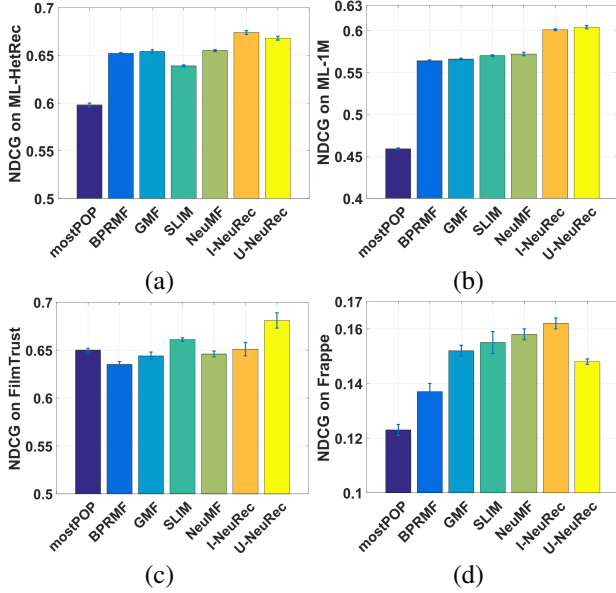 NDCG on ML-HetRec
0.7
0.65
0.6
0.55
0.5
mostPOP
BPRMF
GMF
SLIM
NeuMF
I-NeuRec
U-NeuRec
(a)
NDCG on ML-1M
0.63
0.6
0.55
0.5
0.45
0.4
mostPOP
BPRMF
GMF
SLIM
NeuMF
I-NeuRec
U-NeuRec
(b)
NDCG on FilmTrust
0.7
0.65
0.6
0.55
0.5
mostPOP
BPRMF
GMF
SLIM
NeuMF
I-NeuRec
U-NeuRec
(c)
NDCG on Frappe
0.17
0.16
0.14
0.12
0.1
mostPOP
BPRMF
GMF
SLIM
NeuMF
I-NeuRec
U-NeuRec
(d)